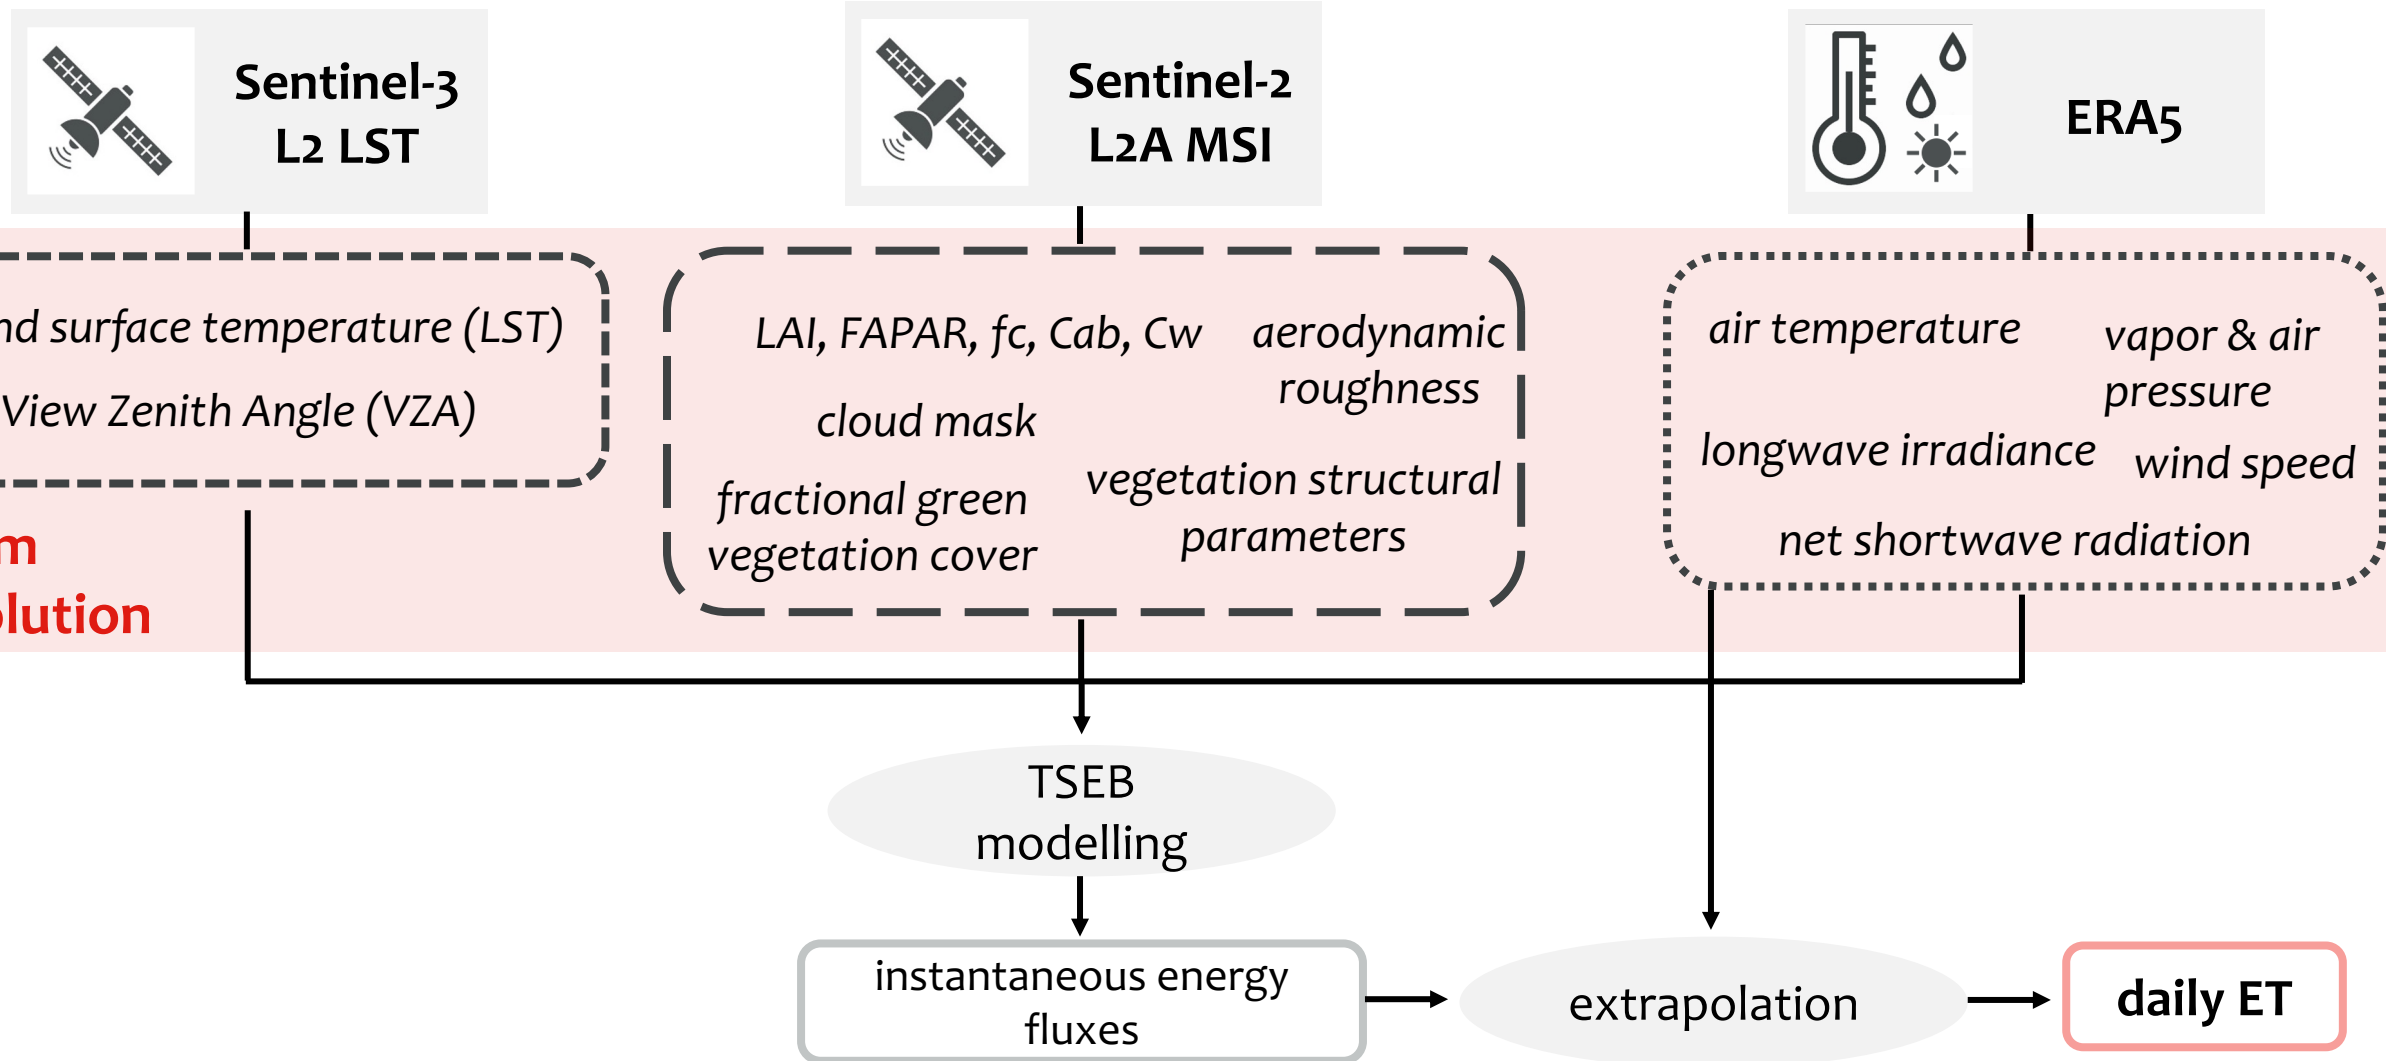 Sentinel-3
L2 LST
Sentinel-2
L2A MSI
ERA5
surface temperature (LST)
View Zenith Angle (VZA)
LAI, FAPAR, fc, Cab, Cw
aerodynamic
roughness
cloud mask
fractional green
vegetation cover
vegetation structural
parameters
air temperature
vapor & air
pressure
longwave irradiance
wind speed
net shortwave radiation
TSEB
modelling
instantaneous energy
fluxes
extrapolation
daily ET